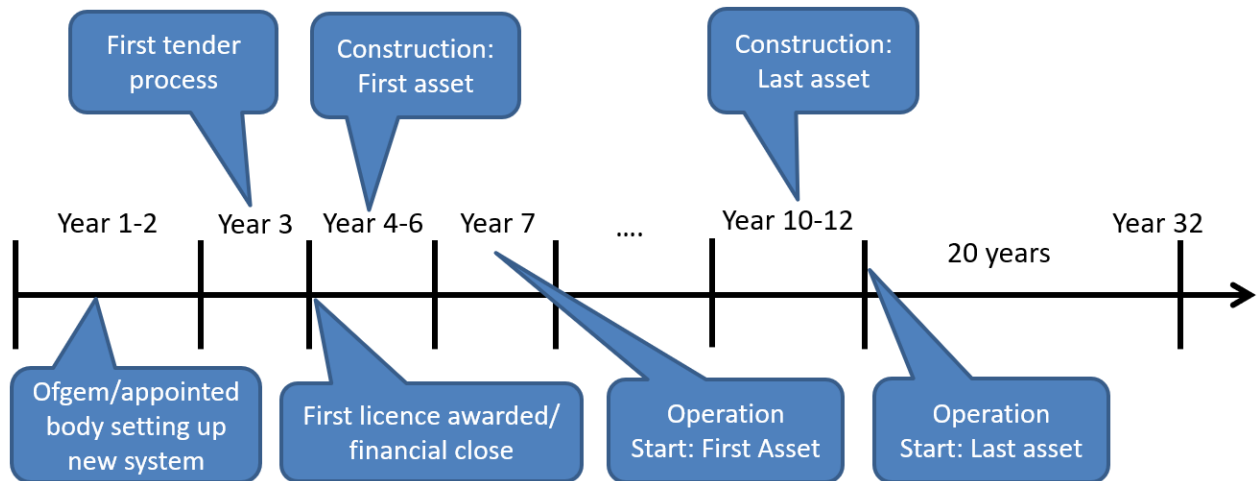 First tender
process
Construction:
First asset
Construction:
Last asset
Year 1-2
Year 3
Year 4-6
Year 7
....
Year 10-12
20 years
Year 32
Ofgem/appointed
body setting up
new system
First licence awarded/
financial close
Operation
Start: First Asset
Operation
Start: Last asset